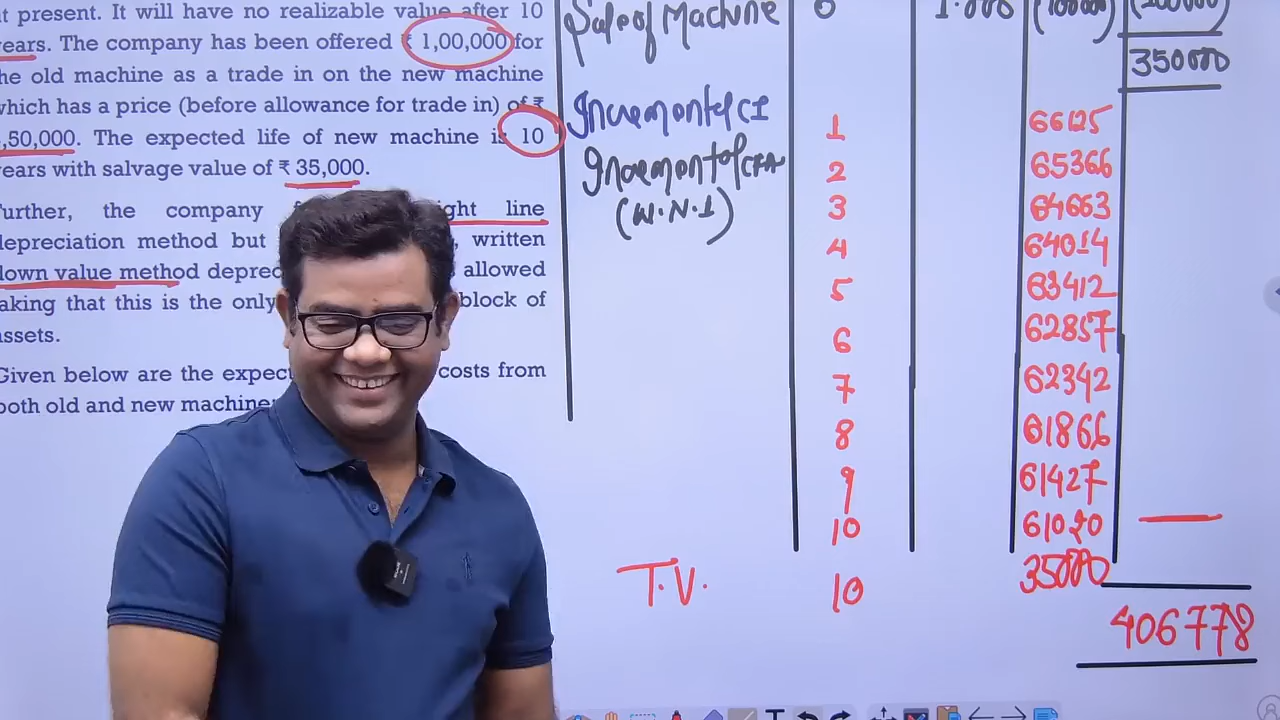 at present. It will have no realizable value after 10
years. The company has been offered ₹ 1,00,000 for
the old machine as a trade in on the new machine
which has a price (before allowance for trade in) of ₹
,50,000. The expected life of new machine is 10
years with salvage value of ₹ 35,000.
Further, the company ight line
depreciation method but , written
down value method deprec allowed
taking that this is the only block of
assets.
Given below are the expec costs from
both old and new machine
Sale of Machine 0 1.000 (100000)
350000
Incremental CI
Incremental CFA
(W.N.1)
1 66125
2 65366
3 64663
4 64014
5 63412
6 62857
7 62342
8 61866
9 61427
10 61020
T.V. 10 35000
406778